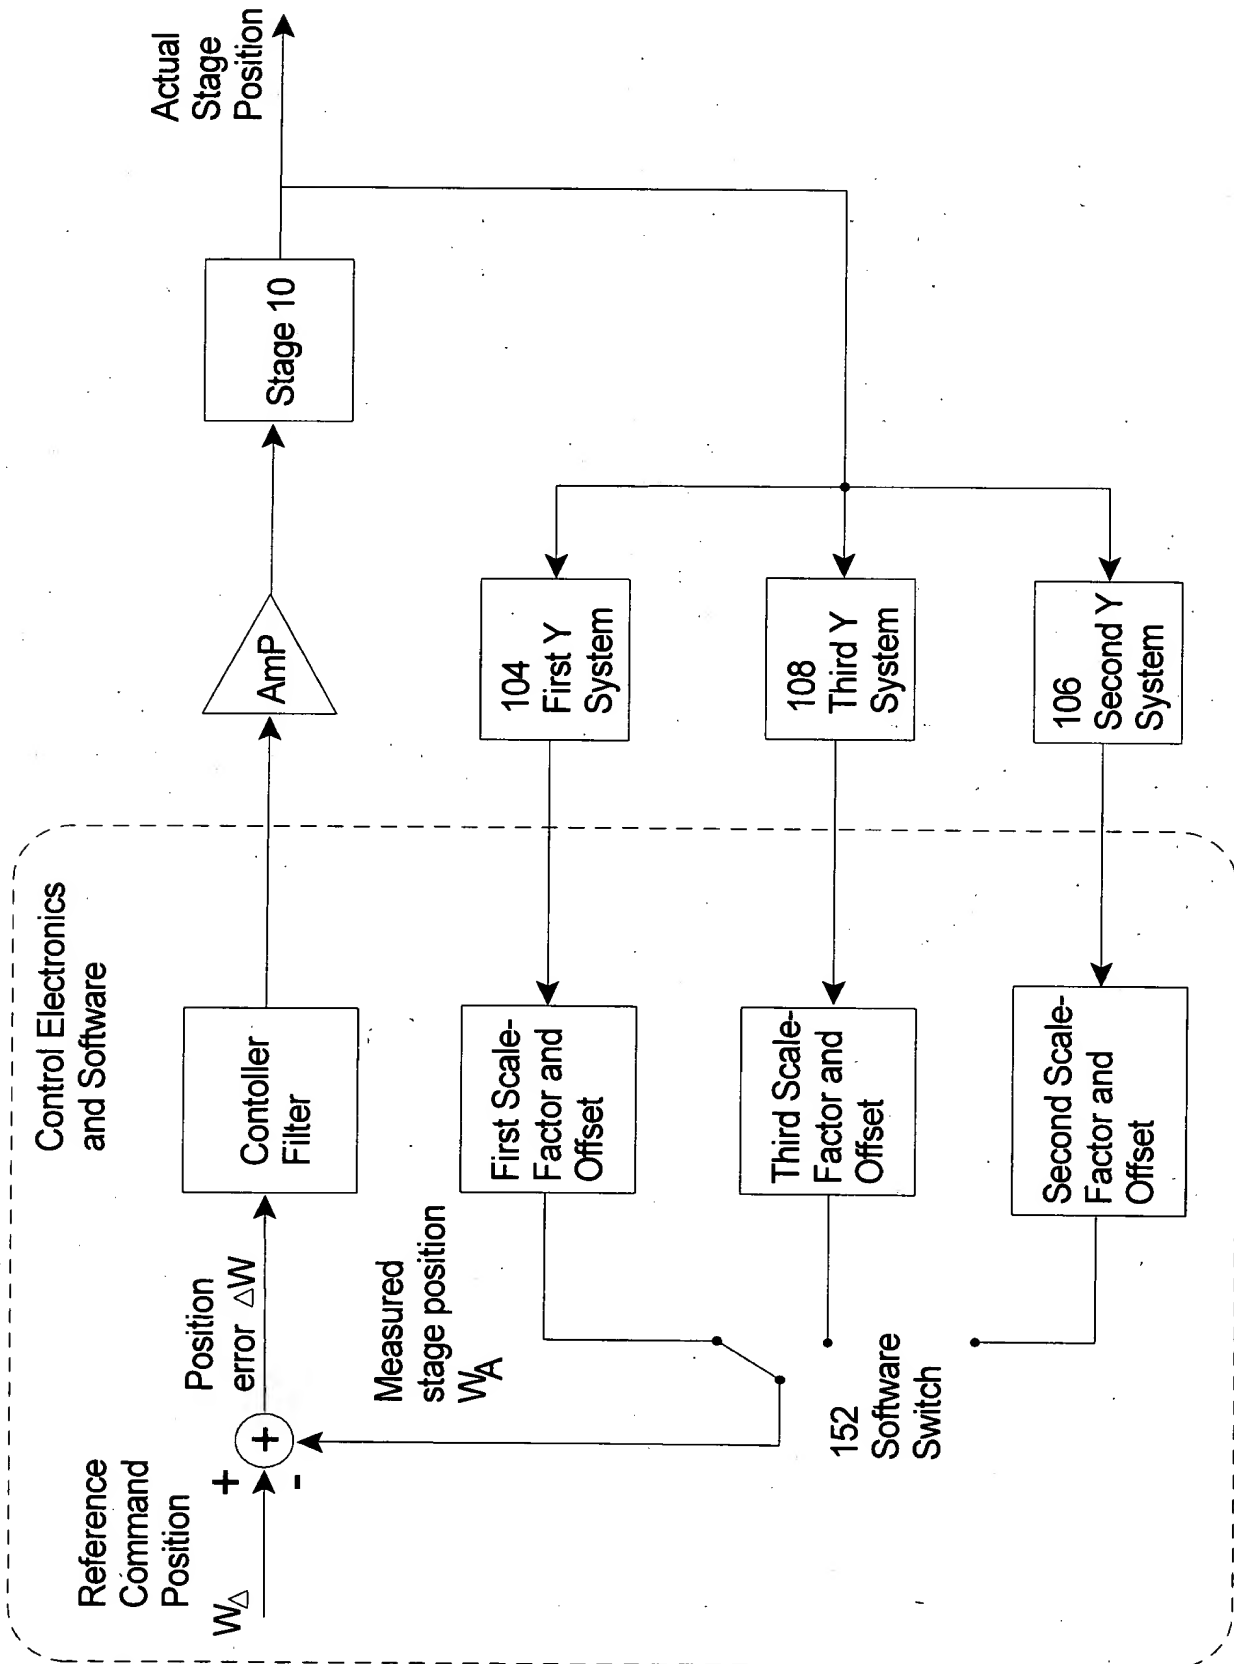 Control Electronics
and Software
Reference
Command
Position
W△
+
-
+
Position
error △W
Contoller
Filter
AmP
Stage 10
Actual
Stage
Position
Measured
stage position
WA
First Scale-
Factor and
Offset
104
First Y
System
152
Software
Switch
Third Scale-
Factor and
Offset
108
Third Y
System
Second Scale-
Factor and
Offset
106
Second Y
System